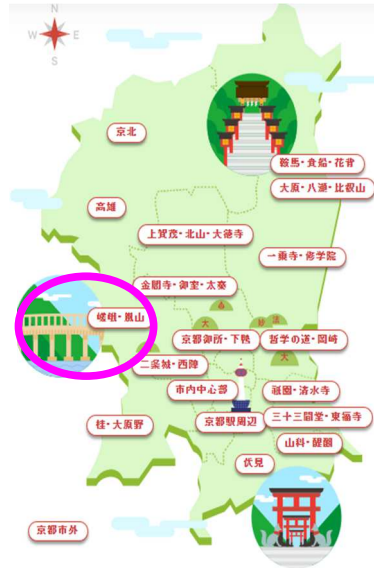 N
W
E
S
京北
鞍馬・貴船・花背
大原・八瀬・比叡山
高雄
上賀茂・北山・大徳寺
一乗寺・修学院
金閣寺・御室・太秦
嵯峨・嵐山
大
妙
法
京都御所・下鴨
哲学の道・岡崎
大
二条城・西陣
市内中心部
祇園・清水寺
桂・大原野
京都駅周辺
三十三間堂・東福寺
山科・醍醐
伏見
京都市外